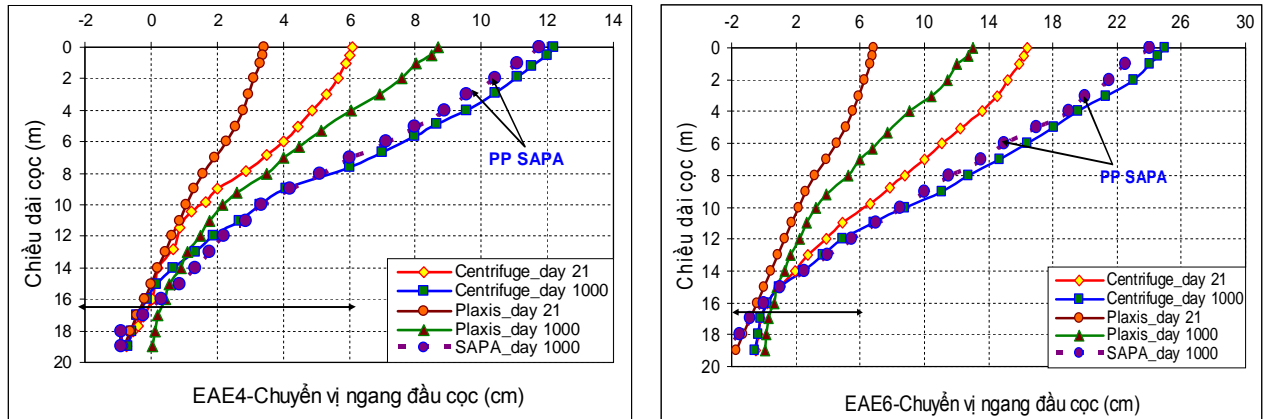 -2 0 2 4 6 8 10 12 14
0
2
4
6
8
10
12
14
16
18
20
Chiều dài cọc (m)
PP SAPA
Centrifuge_day 21
Centrifuge_day 1000
Plaxis_day 21
Plaxis_day 1000
SAPA_day 1000
EAE4-Chuyển vị ngang đầu cọc (cm)
-2 2 6 10 14 18 22 26 30
0
2
4
6
8
10
12
14
16
18
20
Chiều dài cọc (m)
PP SAPA
Centrifuge_day 21
Centrifuge_day 1000
Plaxis_day 21
Plaxis_day 1000
SAPA_day 1000
EAE6-Chuyển vị ngang đầu cọc (cm)